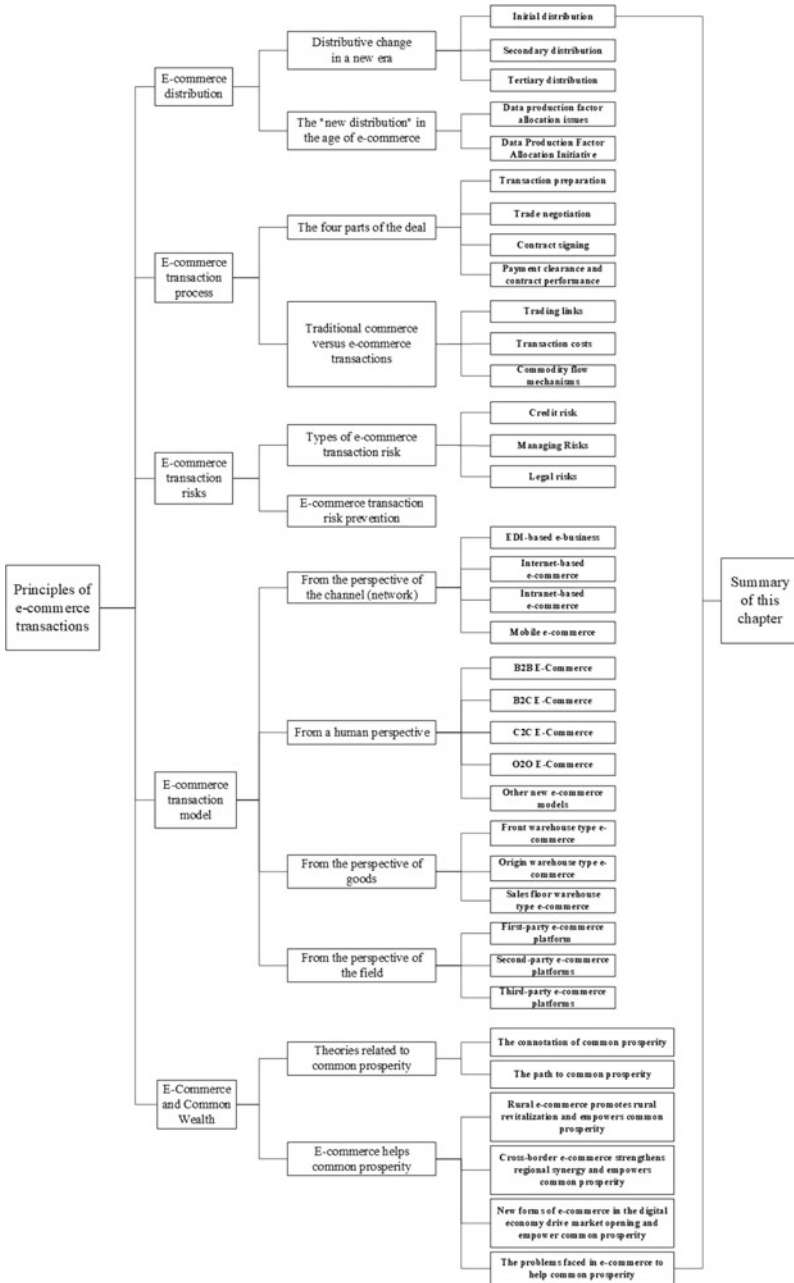 Principles of
e-commerce
transactions
E-commerce
distribution
Distributive change
in a new era
Initial distribution
Secondary distribution
Tertiary distribution
The "new distribution" in
the age of e-commerce
Data production factor
allocation issues
Data Production Factor
Allocation Initiative
E-commerce
transaction
process
The four parts of the deal
Transaction preparation
Trade negotiation
Contract signing
Payment clearance and
contract performance
Traditional commerce
versus e-commerce
transactions
Trading links
Transaction costs
Commodity flow
mechanisms
E-commerce
transaction
risks
Types of e-commerce
transaction risk
Credit risk
Managing Risks
Legal risks
E-commerce transaction
risk prevention
E-commerce
transaction
model
From the perspective of
the channel (network)
EDI-based e-business
Internet-based
e-commerce
Intranet-based
e-commerce
Mobile e-commerce
From a human perspective
B2B E-Commerce
B2C E-Commerce
C2C E-Commerce
O2O E-Commerce
Other new e-commerce
models
From the perspective of
goods
Front warehouse type e-
commerce
Origin warehouse type e-
commerce
Sales floor warehouse
type e-commerce
From the perspective of
the field
First-party e-commerce
platform
Second-party e-commerce
platforms
Third-party e-commerce
platforms
E-Commerce
and Common
Wealth
Theories related to
common prosperity
The connotation of common prosperity
The path to common prosperity
E-commerce helps
common prosperity
Rural e-commerce promotes rural
revitalization and empowers common
prosperity
Cross-border e-commerce strengthens
regional synergy and empowers
common prosperity
New forms of e-commerce in the digital
economy drive market opening and
empower common prosperity
The problems faced in e-commerce to
help common prosperity
Summary
of this
chapter